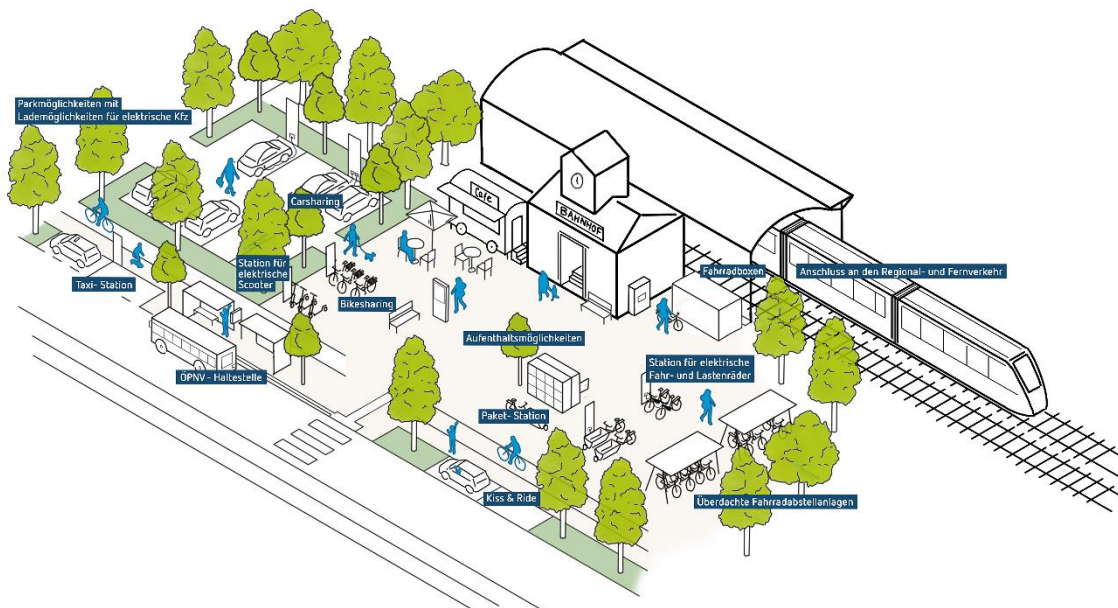 Parkmöglichkeiten mit
Lademöglichkeiten für elektrische Kfz
Carsharing
Cafe
BAHNHOF
Taxi- Station
Station für
elektrische
Scooter
Bikesharing
Fahrradboxen
Anschluss an den Regional- und Fernverkehr
Aufenthaltsmöglichkeiten
ÖPNV - Haltestelle
Station für elektrische
Fahr- und Lastenräder
Paket- Station
Kiss & Ride
Überdachte Fahrradabstellanlagen